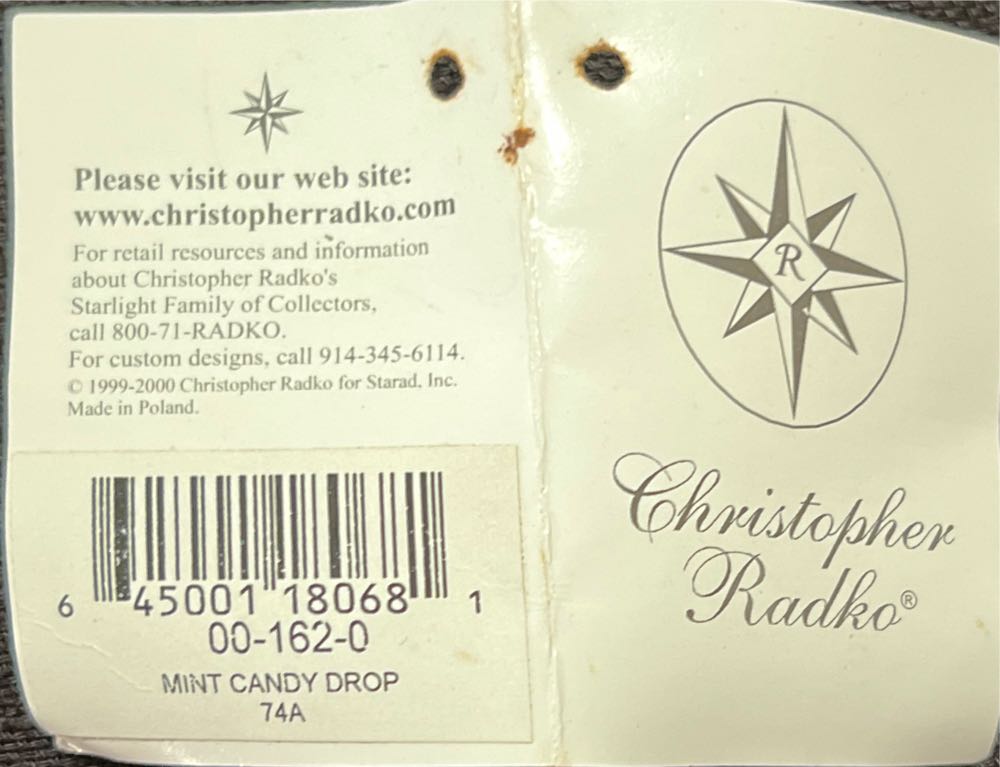 Please visit our web site:
www.christopherradko.com
For retail resources and information
about Christopher Radko's
Starlight Family of Collectors,
call 800-71-RADKO.
For custom designs, call 914-345-6114.
© 1999-2000 Christopher Radko for Starad, Inc.
Made in Poland.
6 45001 18068 1
00-162-0
MINT CANDY DROP
74A
R
Christopher
Radko®